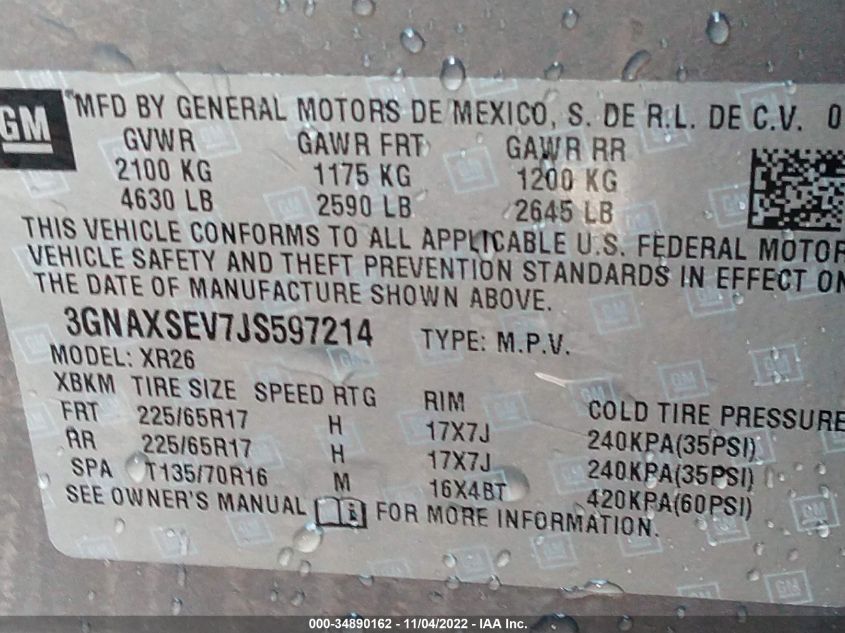 GM
MFD BY GENERAL MOTORS DE MEXICO, S. DE R.L. DE C.V. 0
GVWR GAWR FRT GAWR RR
2100 KG 1175 KG 1200 KG
4630 LB 2590 LB 2645 LB
THIS VEHICLE CONFORMS TO ALL APPLICABLE U.S. FEDERAL MOTOR
VEHICLE SAFETY AND THEFT PREVENTION STANDARDS IN EFFECT ON
THE DATE OF MANUFACTURE SHOWN ABOVE.
3GNAXSEV7JS597214 TYPE: M.P.V.
MODEL: XR26
XBKM TIRE SIZE SPEED RTG RIM COLD TIRE PRESSURE
FRT 225/65R17 H 17X7J 240KPA(35PSI)
RR 225/65R17 H 17X7J 240KPA(35PSI)
SPA T135/70R16 M 16X4BT 420KPA(60PSI)
SEE OWNER'S MANUAL FOR MORE INFORMATION.
000-34890162 - 11/04/2022 - IAA Inc.